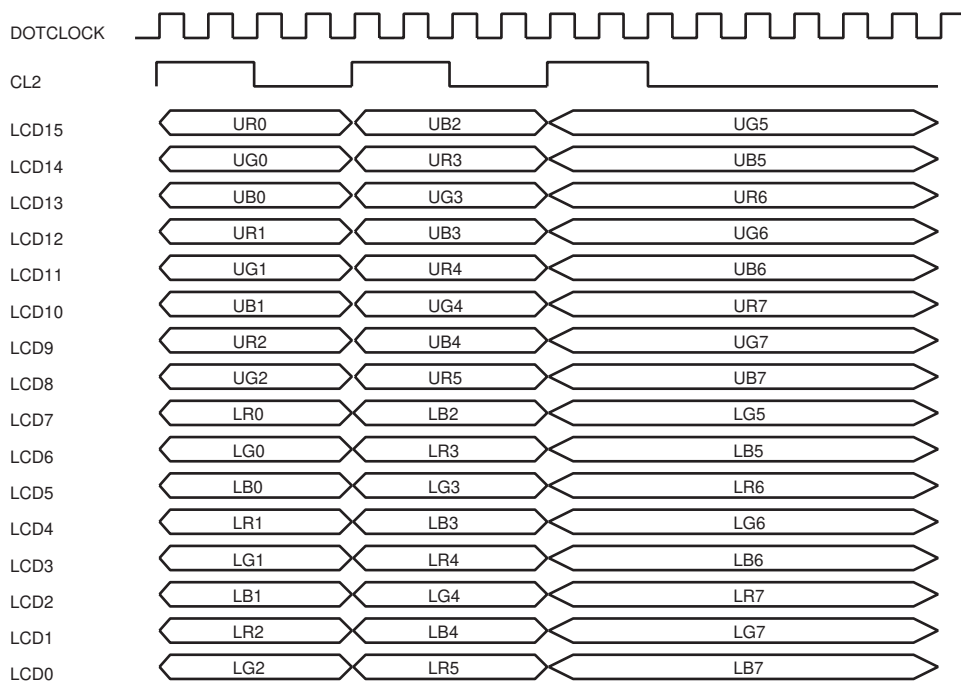 DOTCLOCK
CL2
LCD15 UR0 UB2 UG5
LCD14 UG0 UR3 UB5
LCD13 UB0 UG3 UR6
LCD12 UR1 UB3 UG6
LCD11 UG1 UR4 UB6
LCD10 UB1 UG4 UR7
LCD9 UR2 UB4 UG7
LCD8 UG2 UR5 UB7
LCD7 LR0 LB2 LG5
LCD6 LG0 LR3 LB5
LCD5 LB0 LG3 LR6
LCD4 LR1 LB3 LG6
LCD3 LG1 LR4 LB6
LCD2 LB1 LG4 LR7
LCD1 LR2 LB4 LG7
LCD0 LG2 LR5 LB7